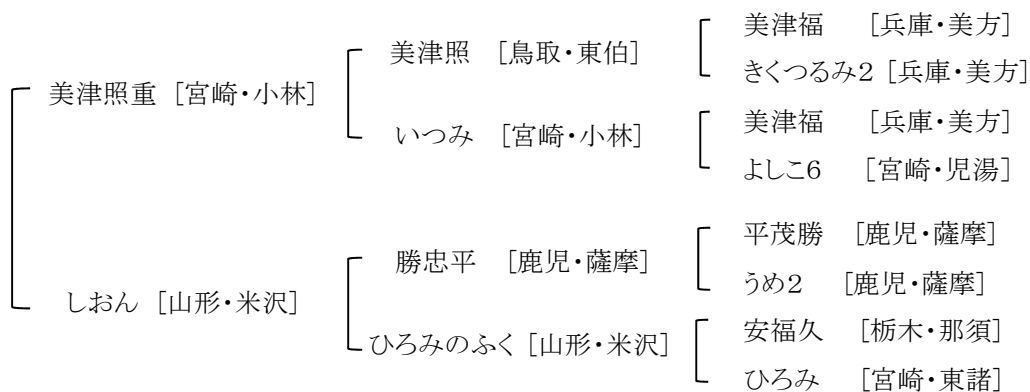 美津福 [兵庫・美方]
美津照 [鳥取・東伯]
きくつるみ2 [兵庫・美方]
美津照重 [宮崎・小林]
美津福 [兵庫・美方]
いつみ [宮崎・小林]
よしこ6 [宮崎・児湯]
平茂勝 [鹿児・薩摩]
勝忠平 [鹿児・薩摩]
うめ2 [鹿児・薩摩]
しおん [山形・米沢]
安福久 [栃木・那須]
ひろみのふく [山形・米沢]
ひろみ [宮崎・東諸]